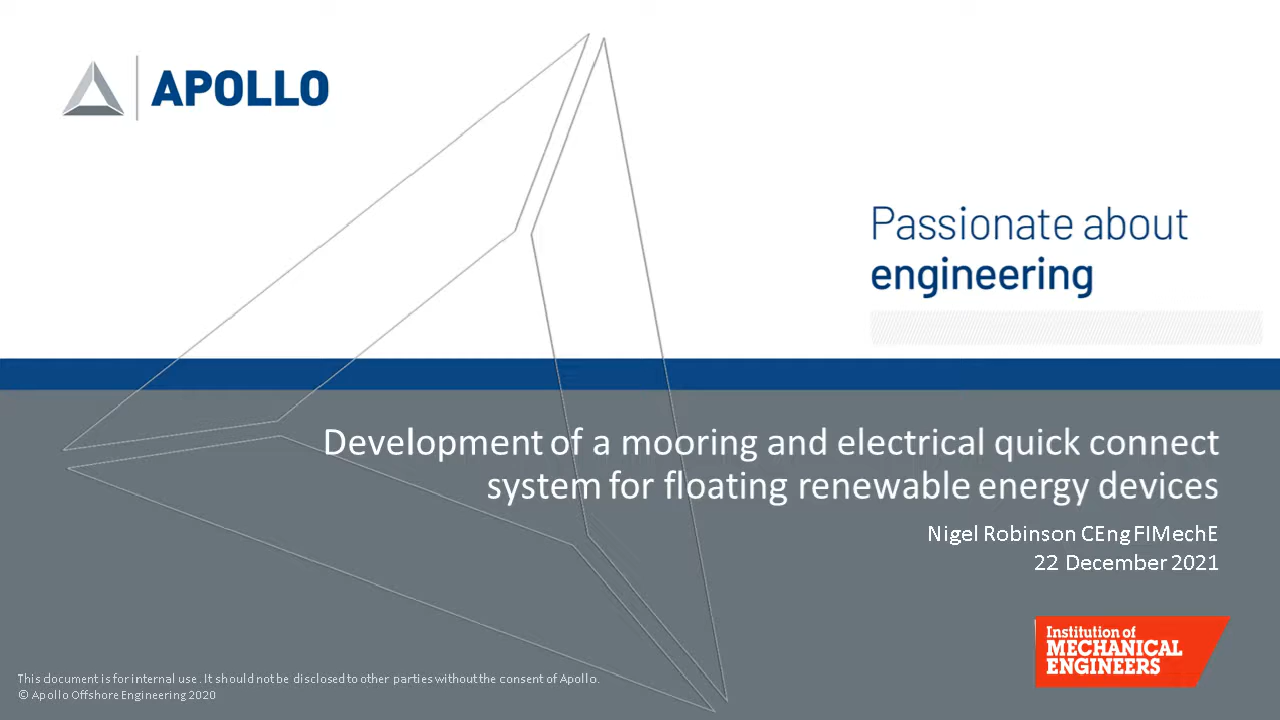 APOLLO
Passionate about
engineering
Development of a mooring and electrical quick connect
system for floating renewable energy devices
Nigel Robinson CEng FIMechE
22 December 2021
Institution of
MECHANICAL
ENGINEERS
This document is for internal use. It should not be disclosed to other parties without the consent of Apollo.
© Apollo Offshore Engineering 2020